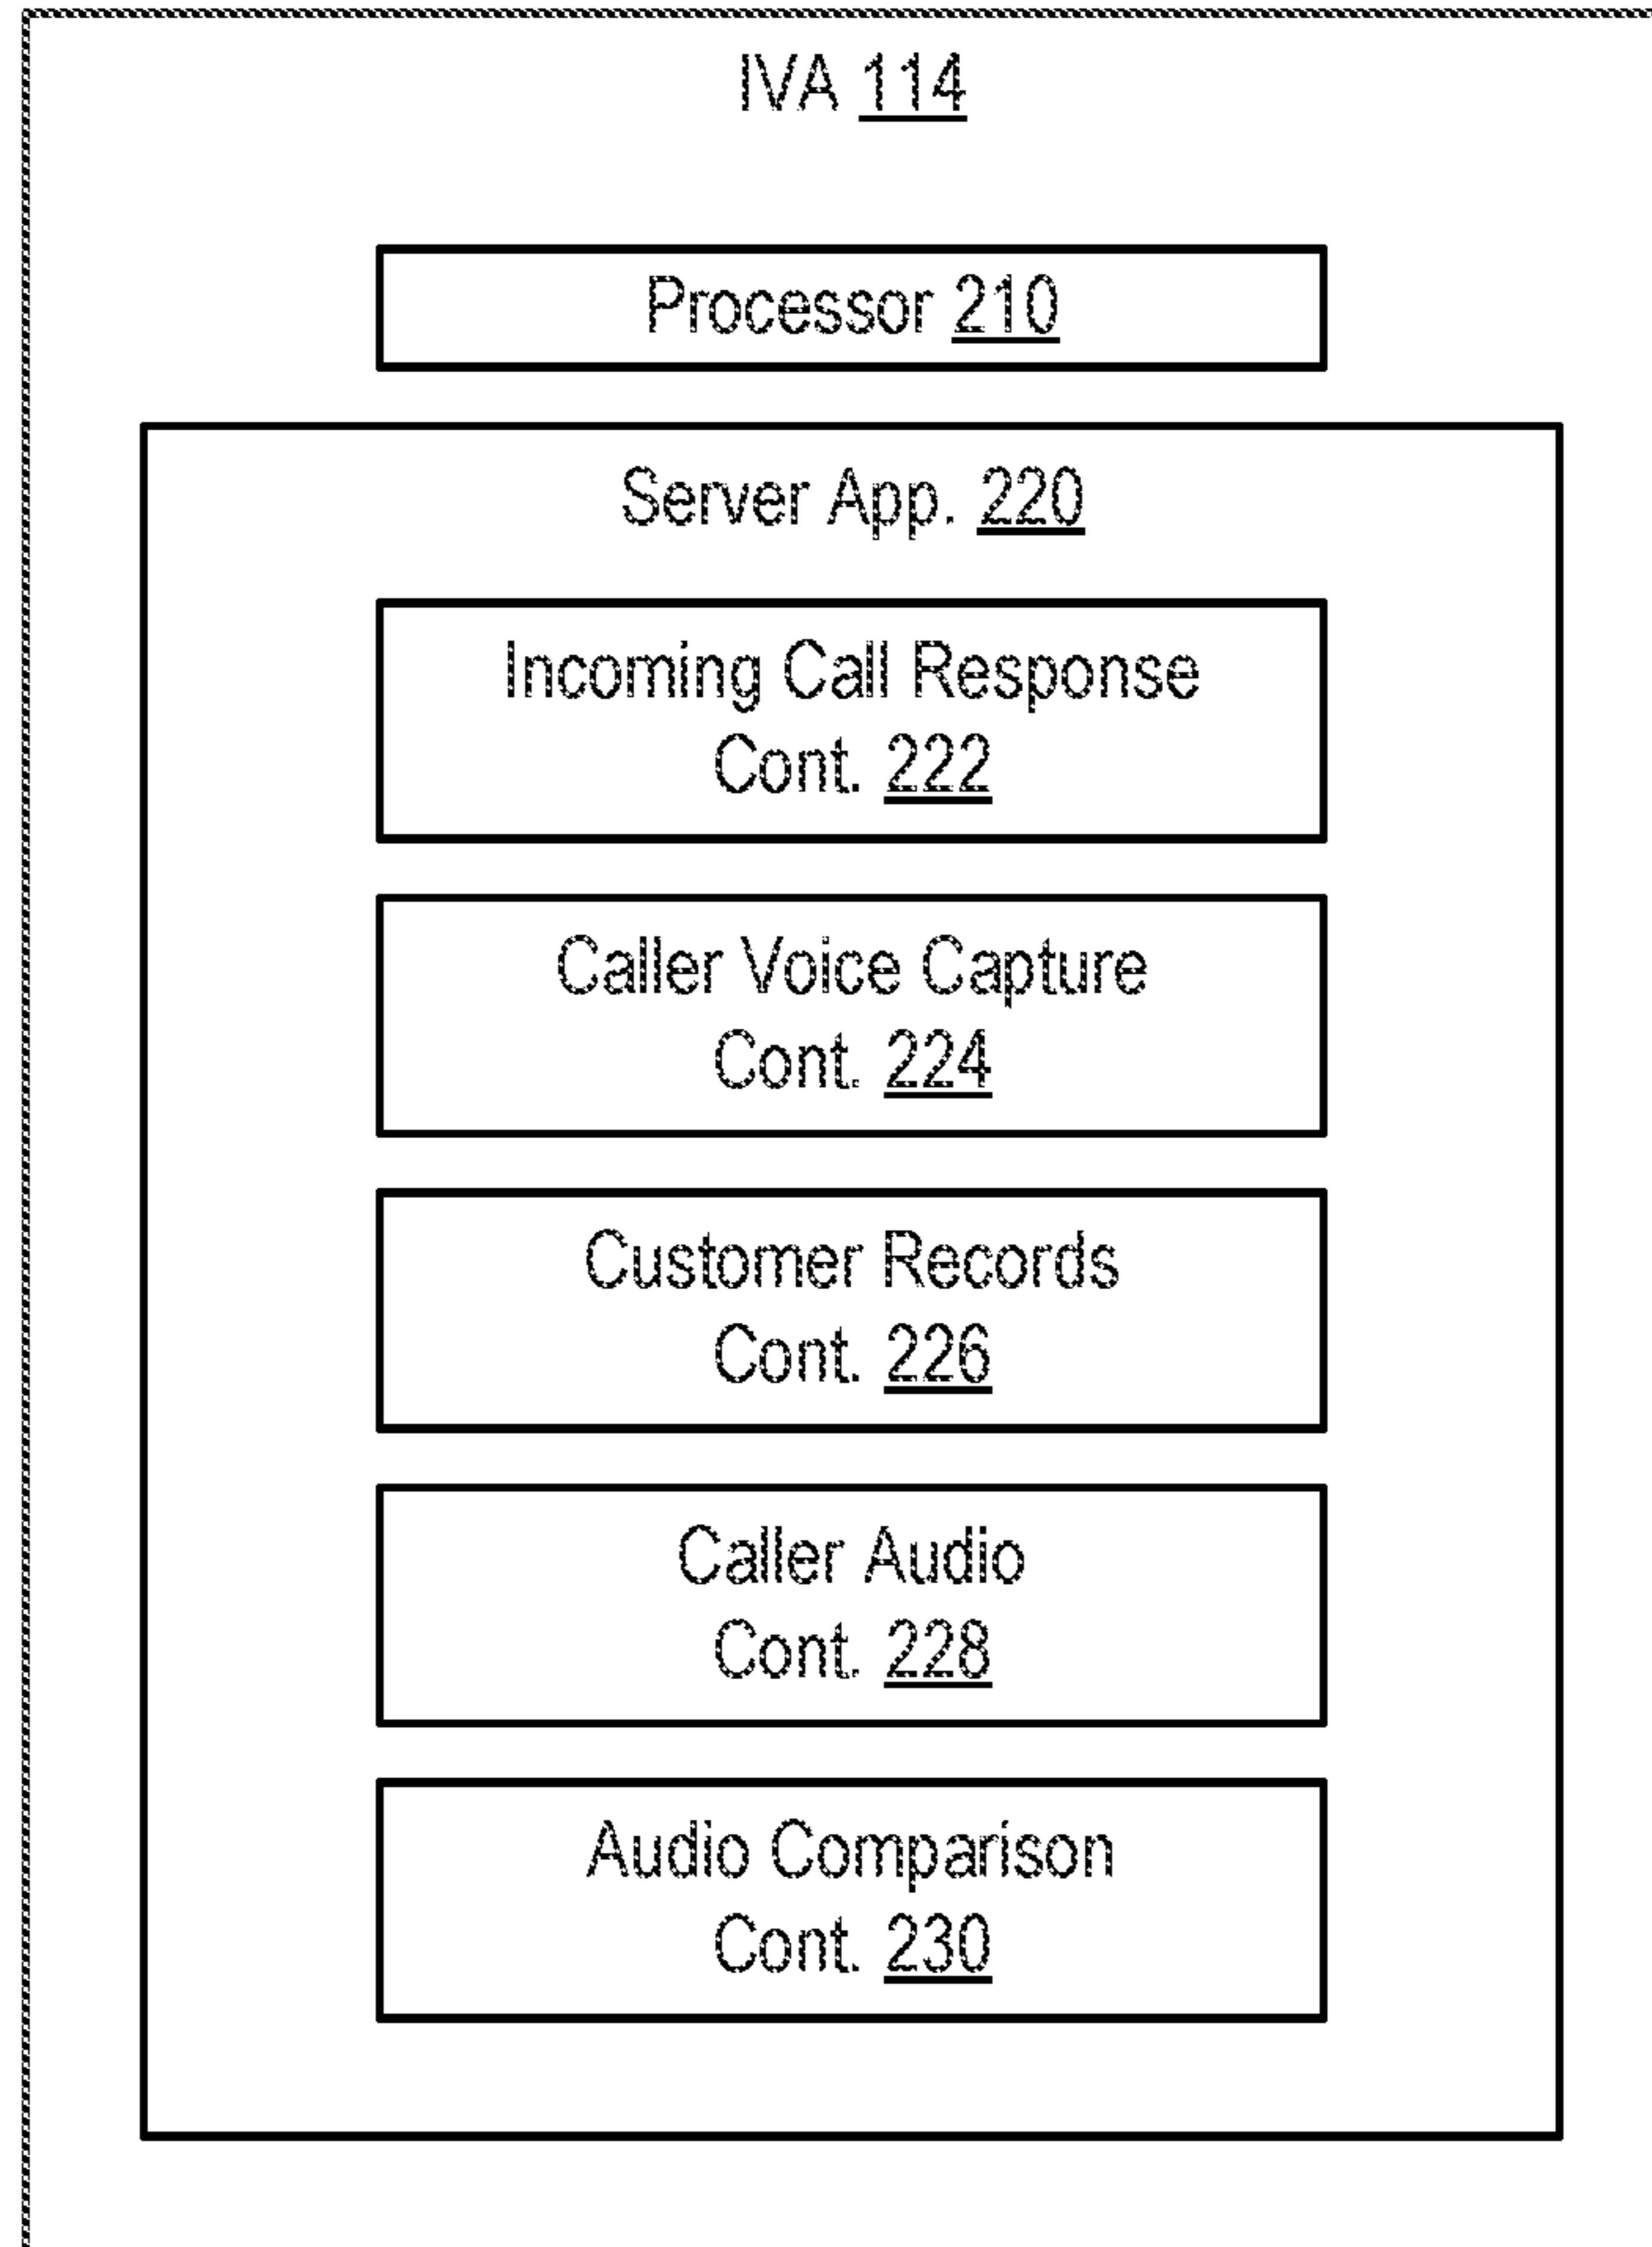 IVA 114
Processor 210
Server App. 220
Incoming Call Response
Cont. 222
Caller Voice Capture
Cont. 224
Customer Records
Cont. 226
Caller Audio
Cont. 228
Audio Comparison
Cont. 230